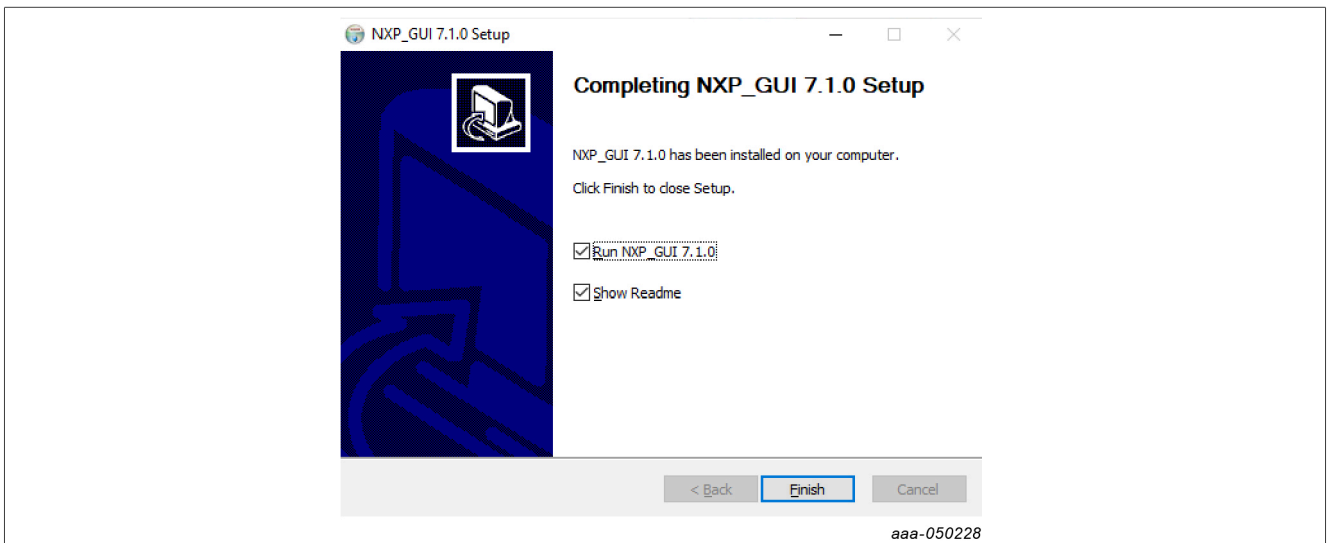 NXP_GUI 7.1.0 Setup
Completing NXP_GUI 7.1.0 Setup
NXP_GUI 7.1.0 has been installed on your computer.
Click Finish to close Setup.
Run NXP_GUI 7.1.0
Show Readme
< Back Finish Cancel
aaa-050228